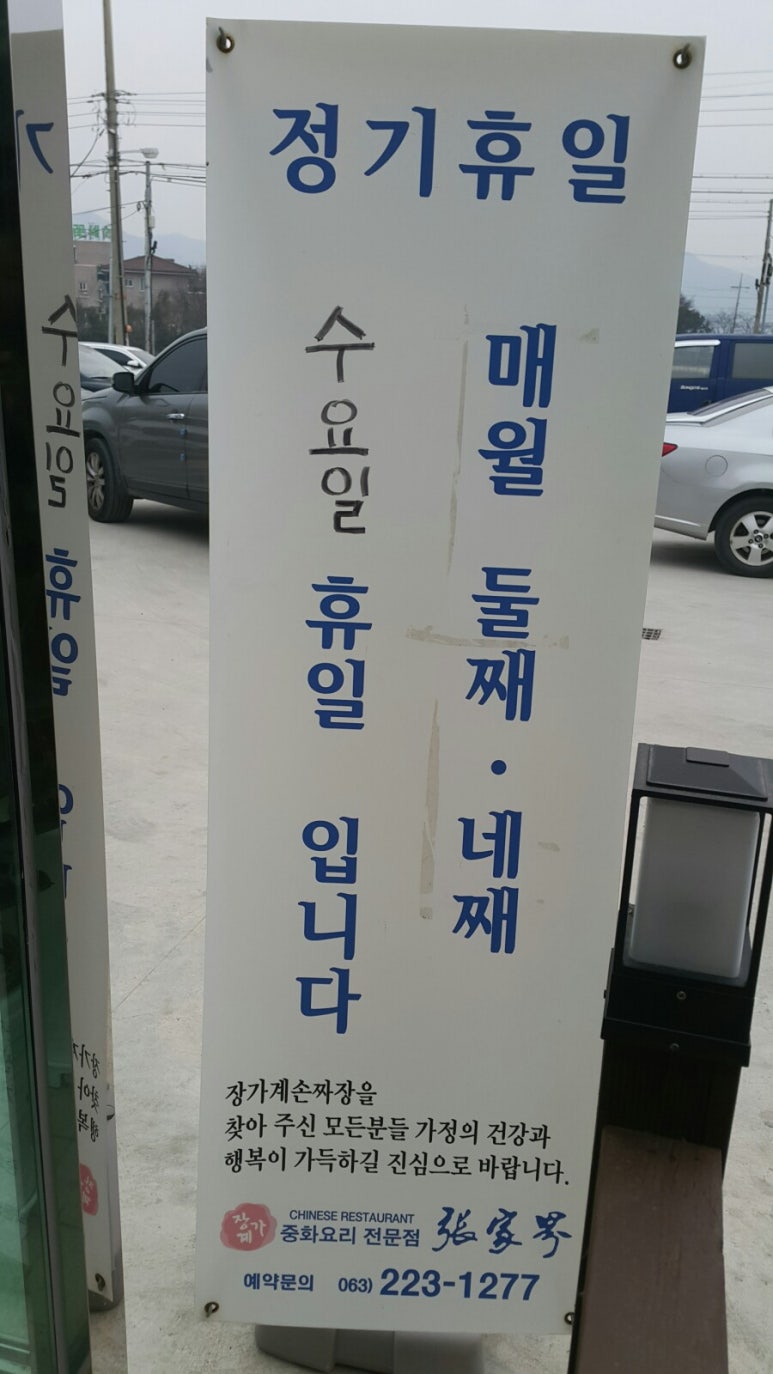 정기휴일
매월 둘째·네째
수요일 휴일 입니다
장가계손짜장을
찾아 주신 모든분들 가정의 건강과
행복이 가득하길 진심으로 바랍니다.
장가계
CHINESE RESTAURANT
중화요리 전문점 張家界
예약문의 063) 223-1277